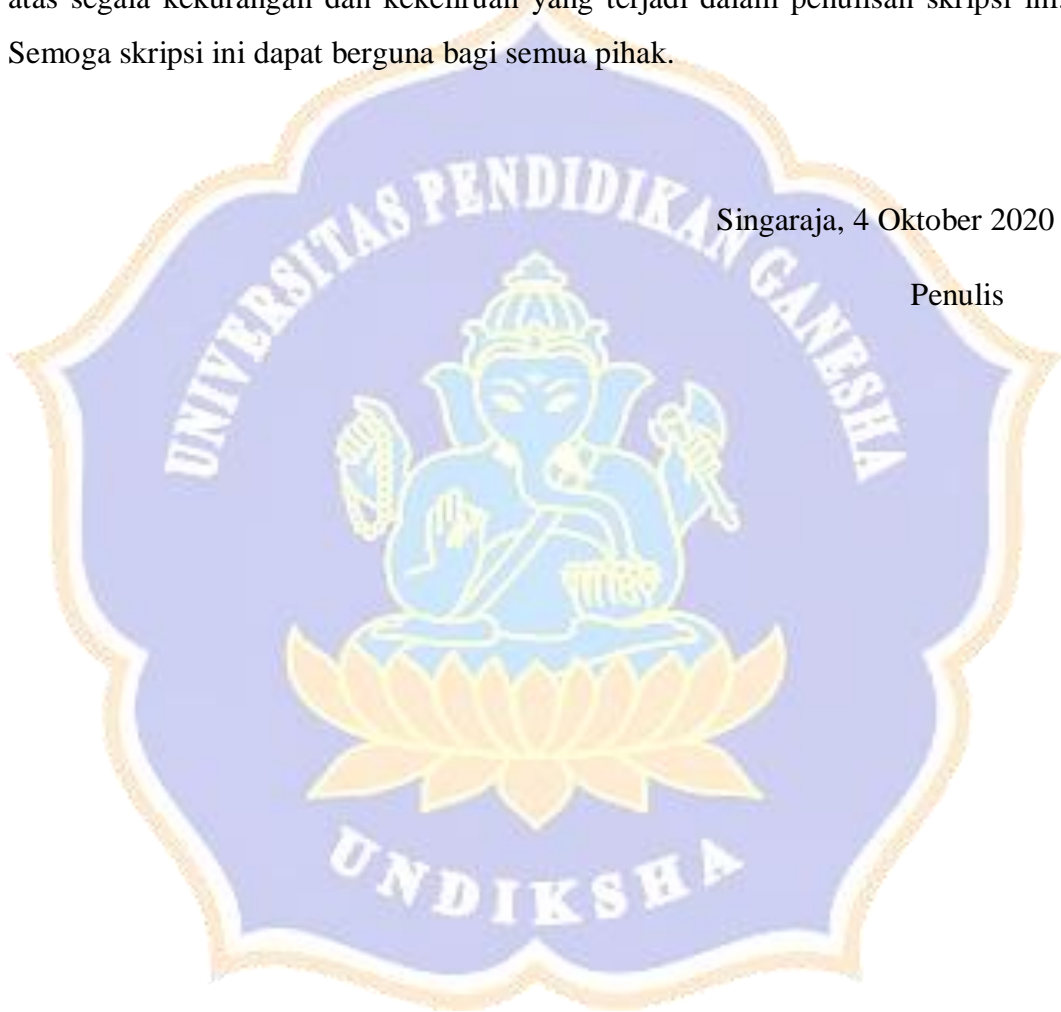 atas segala kekurangan dan kekeliruan yang terjadi dalam penulisan skripsi ini.
Semoga skripsi ini dapat berguna bagi semua pihak.
UNIVERSITAS PENDIDIKAN GANESHA
Singaraja, 4 Oktober 2020
Penulis
UNDIKSHA